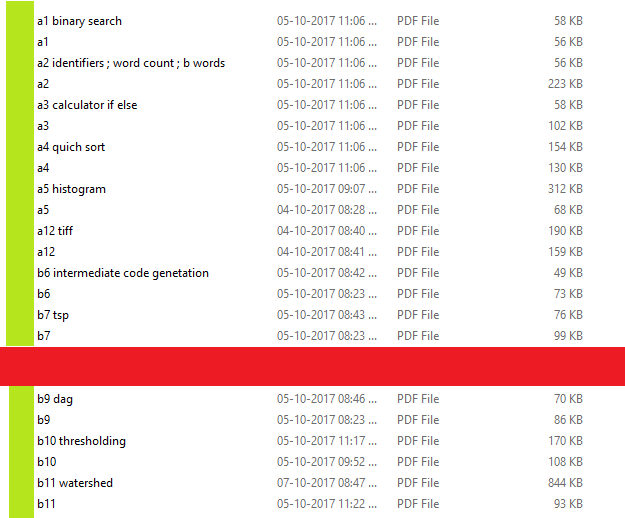 a1 binary search 05-10-2017 11:06 ... PDF File 58 KB
a1 05-10-2017 11:06 ... PDF File 56 KB
a2 identifiers ; word count ; b words 05-10-2017 11:06 ... PDF File 56 KB
a2 05-10-2017 11:06 ... PDF File 223 KB
a3 calculator if else 05-10-2017 11:06 ... PDF File 58 KB
a3 05-10-2017 11:06 ... PDF File 102 KB
a4 quich sort 05-10-2017 11:06 ... PDF File 154 KB
a4 05-10-2017 11:06 ... PDF File 130 KB
a5 histogram 05-10-2017 09:07 ... PDF File 312 KB
a5 04-10-2017 08:28 ... PDF File 68 KB
a12 tiff 04-10-2017 08:40 ... PDF File 190 KB
a12 04-10-2017 08:41 ... PDF File 159 KB
b6 intermediate code genetation 05-10-2017 08:42 ... PDF File 49 KB
b6 05-10-2017 08:23 ... PDF File 73 KB
b7 tsp 05-10-2017 08:43 ... PDF File 76 KB
b7 05-10-2017 08:23 ... PDF File 99 KB
b9 dag 05-10-2017 08:46 ... PDF File 70 KB
b9 05-10-2017 08:23 ... PDF File 86 KB
b10 thresholding 05-10-2017 11:17 ... PDF File 170 KB
b10 05-10-2017 09:52 ... PDF File 108 KB
b11 watershed 07-10-2017 08:47 ... PDF File 844 KB
b11 05-10-2017 11:22 ... PDF File 93 KB